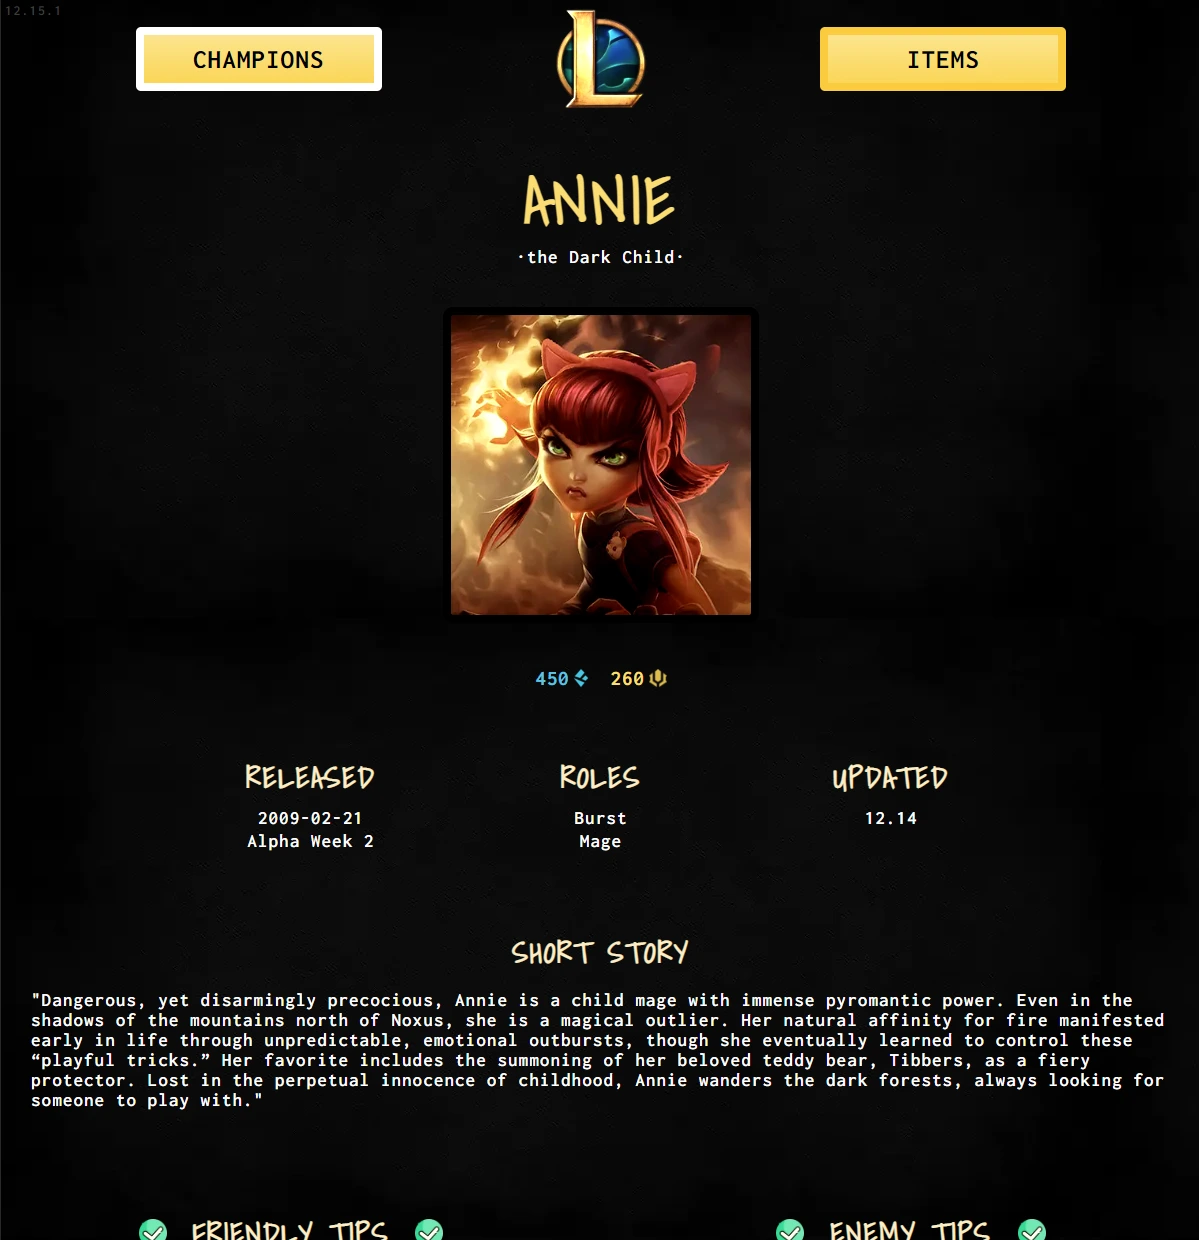 12.15.1
CHAMPIONS
ITEMS
ANNIE
·the Dark Child·
450
260
RELEASED
2009-02-21
Alpha Week 2
ROLES
Burst
Mage
UPDATED
12.14
SHORT STORY
"Dangerous, yet disarmingly precocious, Annie is a child mage with immense pyromantic power. Even in the
shadows of the mountains north of Noxus, she is a magical outlier. Her natural affinity for fire manifested
early in life through unpredictable, emotional outbursts, though she eventually learned to control these
“playful tricks.” Her favorite includes the summoning of her beloved teddy bear, Tibbers, as a fiery
protector. Lost in the perpetual innocence of childhood, Annie wanders the dark forests, always looking for
someone to play with."
FRIENDLY TIPS
ENEMY TIPS